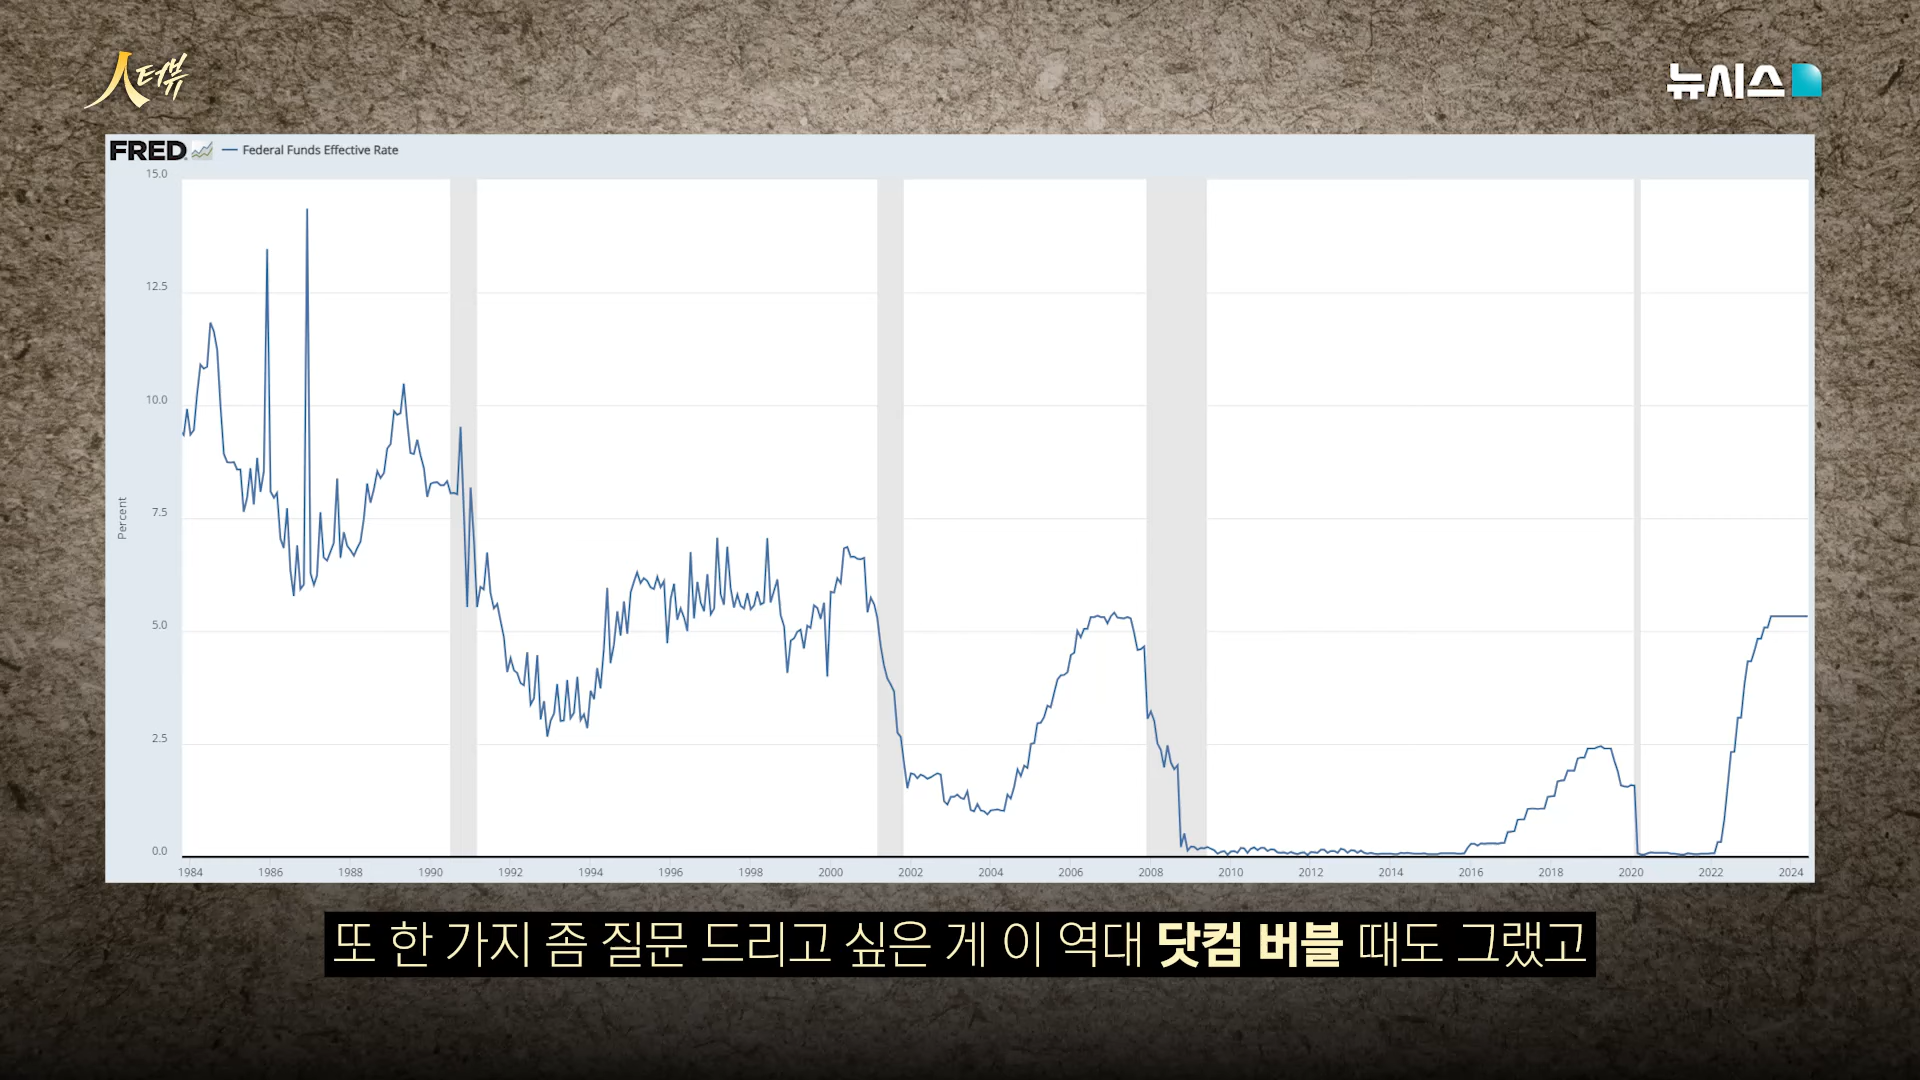 人터뷰
뉴시스
FRED
Federal Funds Effective Rate
15.0
12.5
10.0
7.5
5.0
2.5
0.0
Percent
1984 1986 1988 1990 1992 1994 1996 1998 2000 2002 2004 2006 2008 2010 2012 2014 2016 2018 2020 2022 2024
또 한 가지 좀 질문 드리고 싶은 게 이 역대 닷컴 버블 때도 그랬고